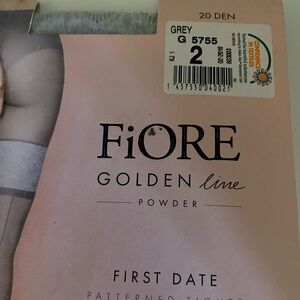 20 DEN
GREY
G 5755
2
FiORE
GOLDEN line
POWDER
FIRST DATE
PATTERNED TIGHTS